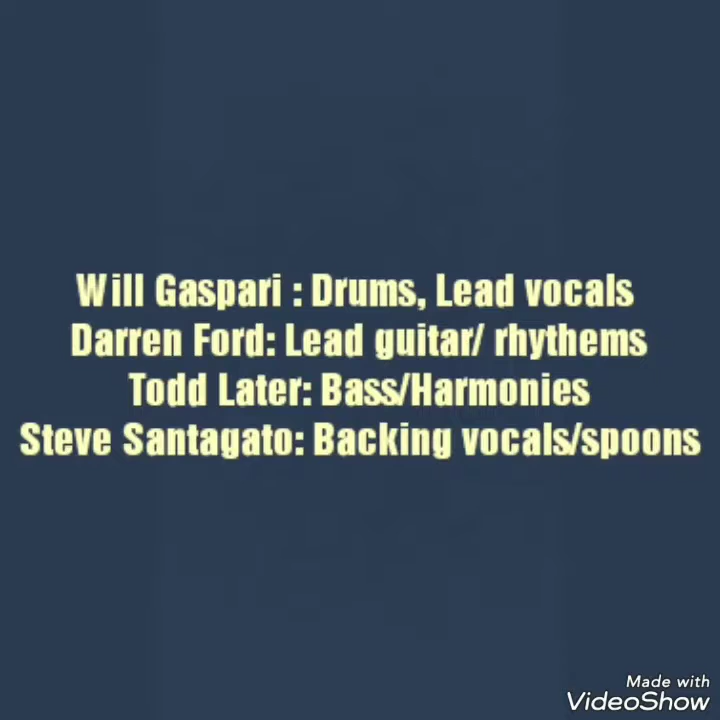 Will Gaspari : Drums, Lead vocals
Darren Ford: Lead guitar/ rhythems
Todd Later: Bass/Harmonies
Steve Santagato: Backing vocals/spoons
Made with
VideoShow